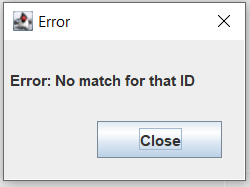 Error
Error: No match for that ID
Close